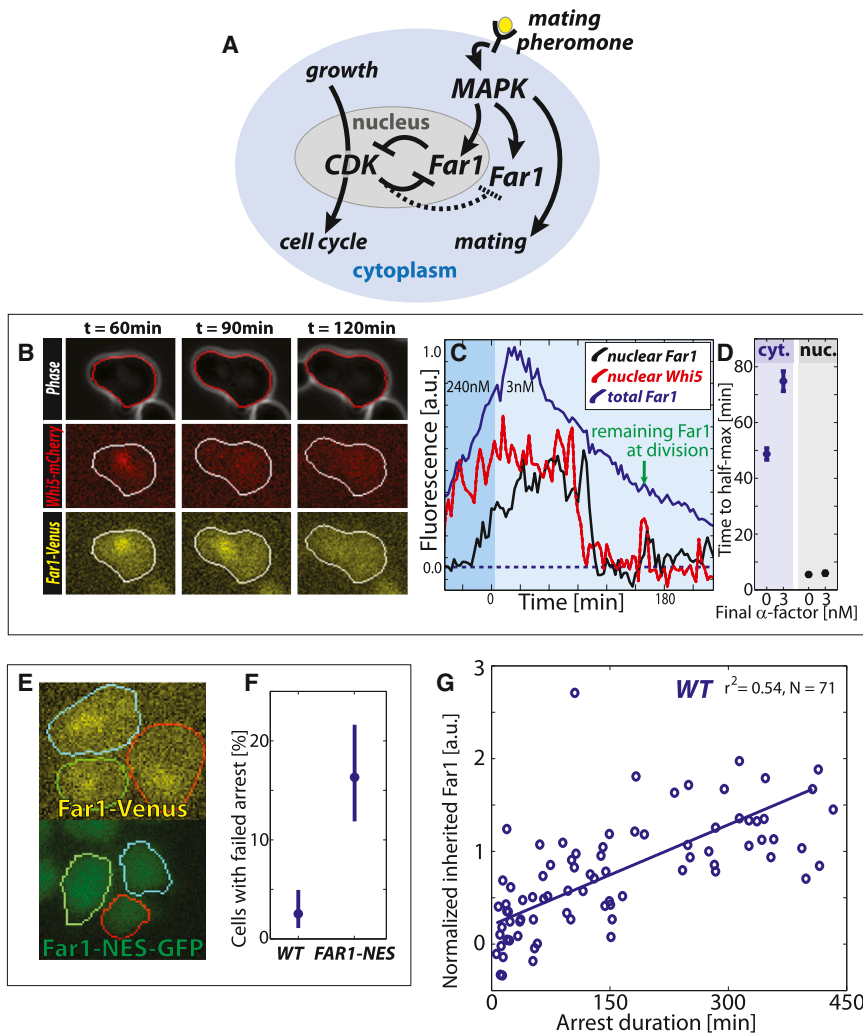 A
mating
pheromone
growth
MAPK
nucleus
CDK
Far1
Far1
cell cycle
mating
cytoplasm
B
t = 60min
t = 90min
t = 120min
Phase
Whi5-mCherry
Far1-Venus
C
240nM
3nM
nuclear Far1
nuclear Whi5
total Far1
remaining Far1
at division
1.0
0.0
Fluorescence [a.u.]
0
180
Time [min]
D
cyt.
nuc.
80
60
40
20
0
Time to half-max [min]
0
3
0
3
Final α-factor [nM]
E
Far1-Venus
Far1-NES-GFP
F
20
10
0
Cells with failed arrest [%]
WT
FAR1-NES
G
WT
r²= 0.54, N = 71
3
2
1
0
Normalized inherited Far1 [a.u.]
0
150
300
450
Arrest duration [min]